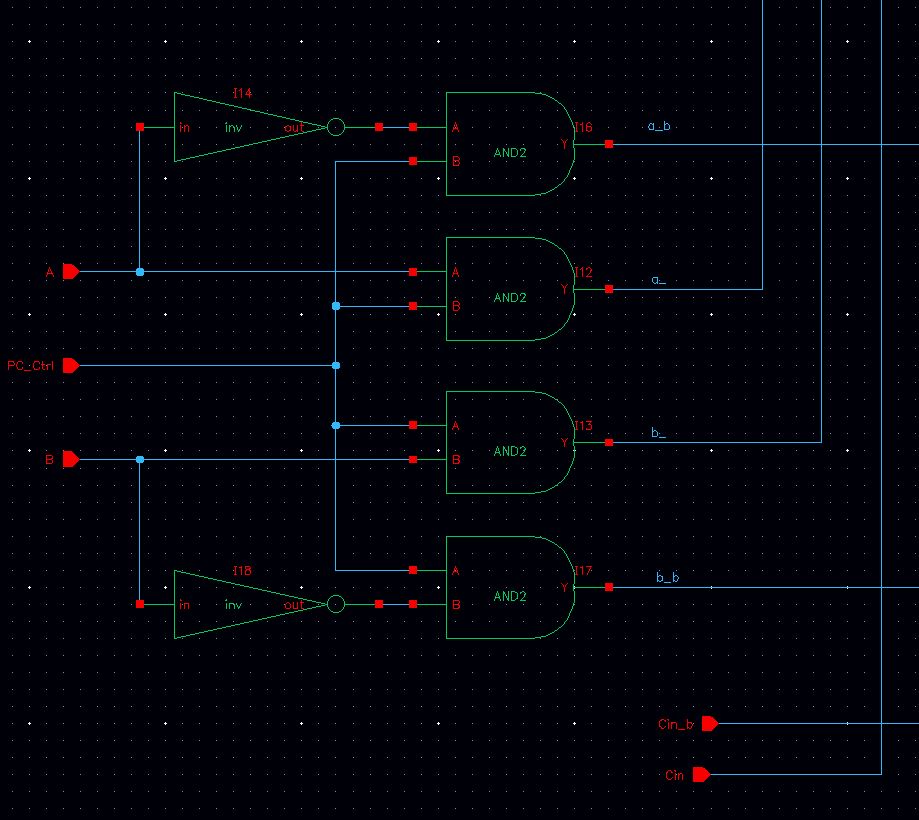 I14
in inv out
A
B
I16
AND2
Y
a_b
A
A
B
I12
AND2
Y
a_
PC_Ctrl
A
B
I13
AND2
Y
b_
B
I18
in inv out
A
B
I17
AND2
Y
b_b
Cin_b
Cin